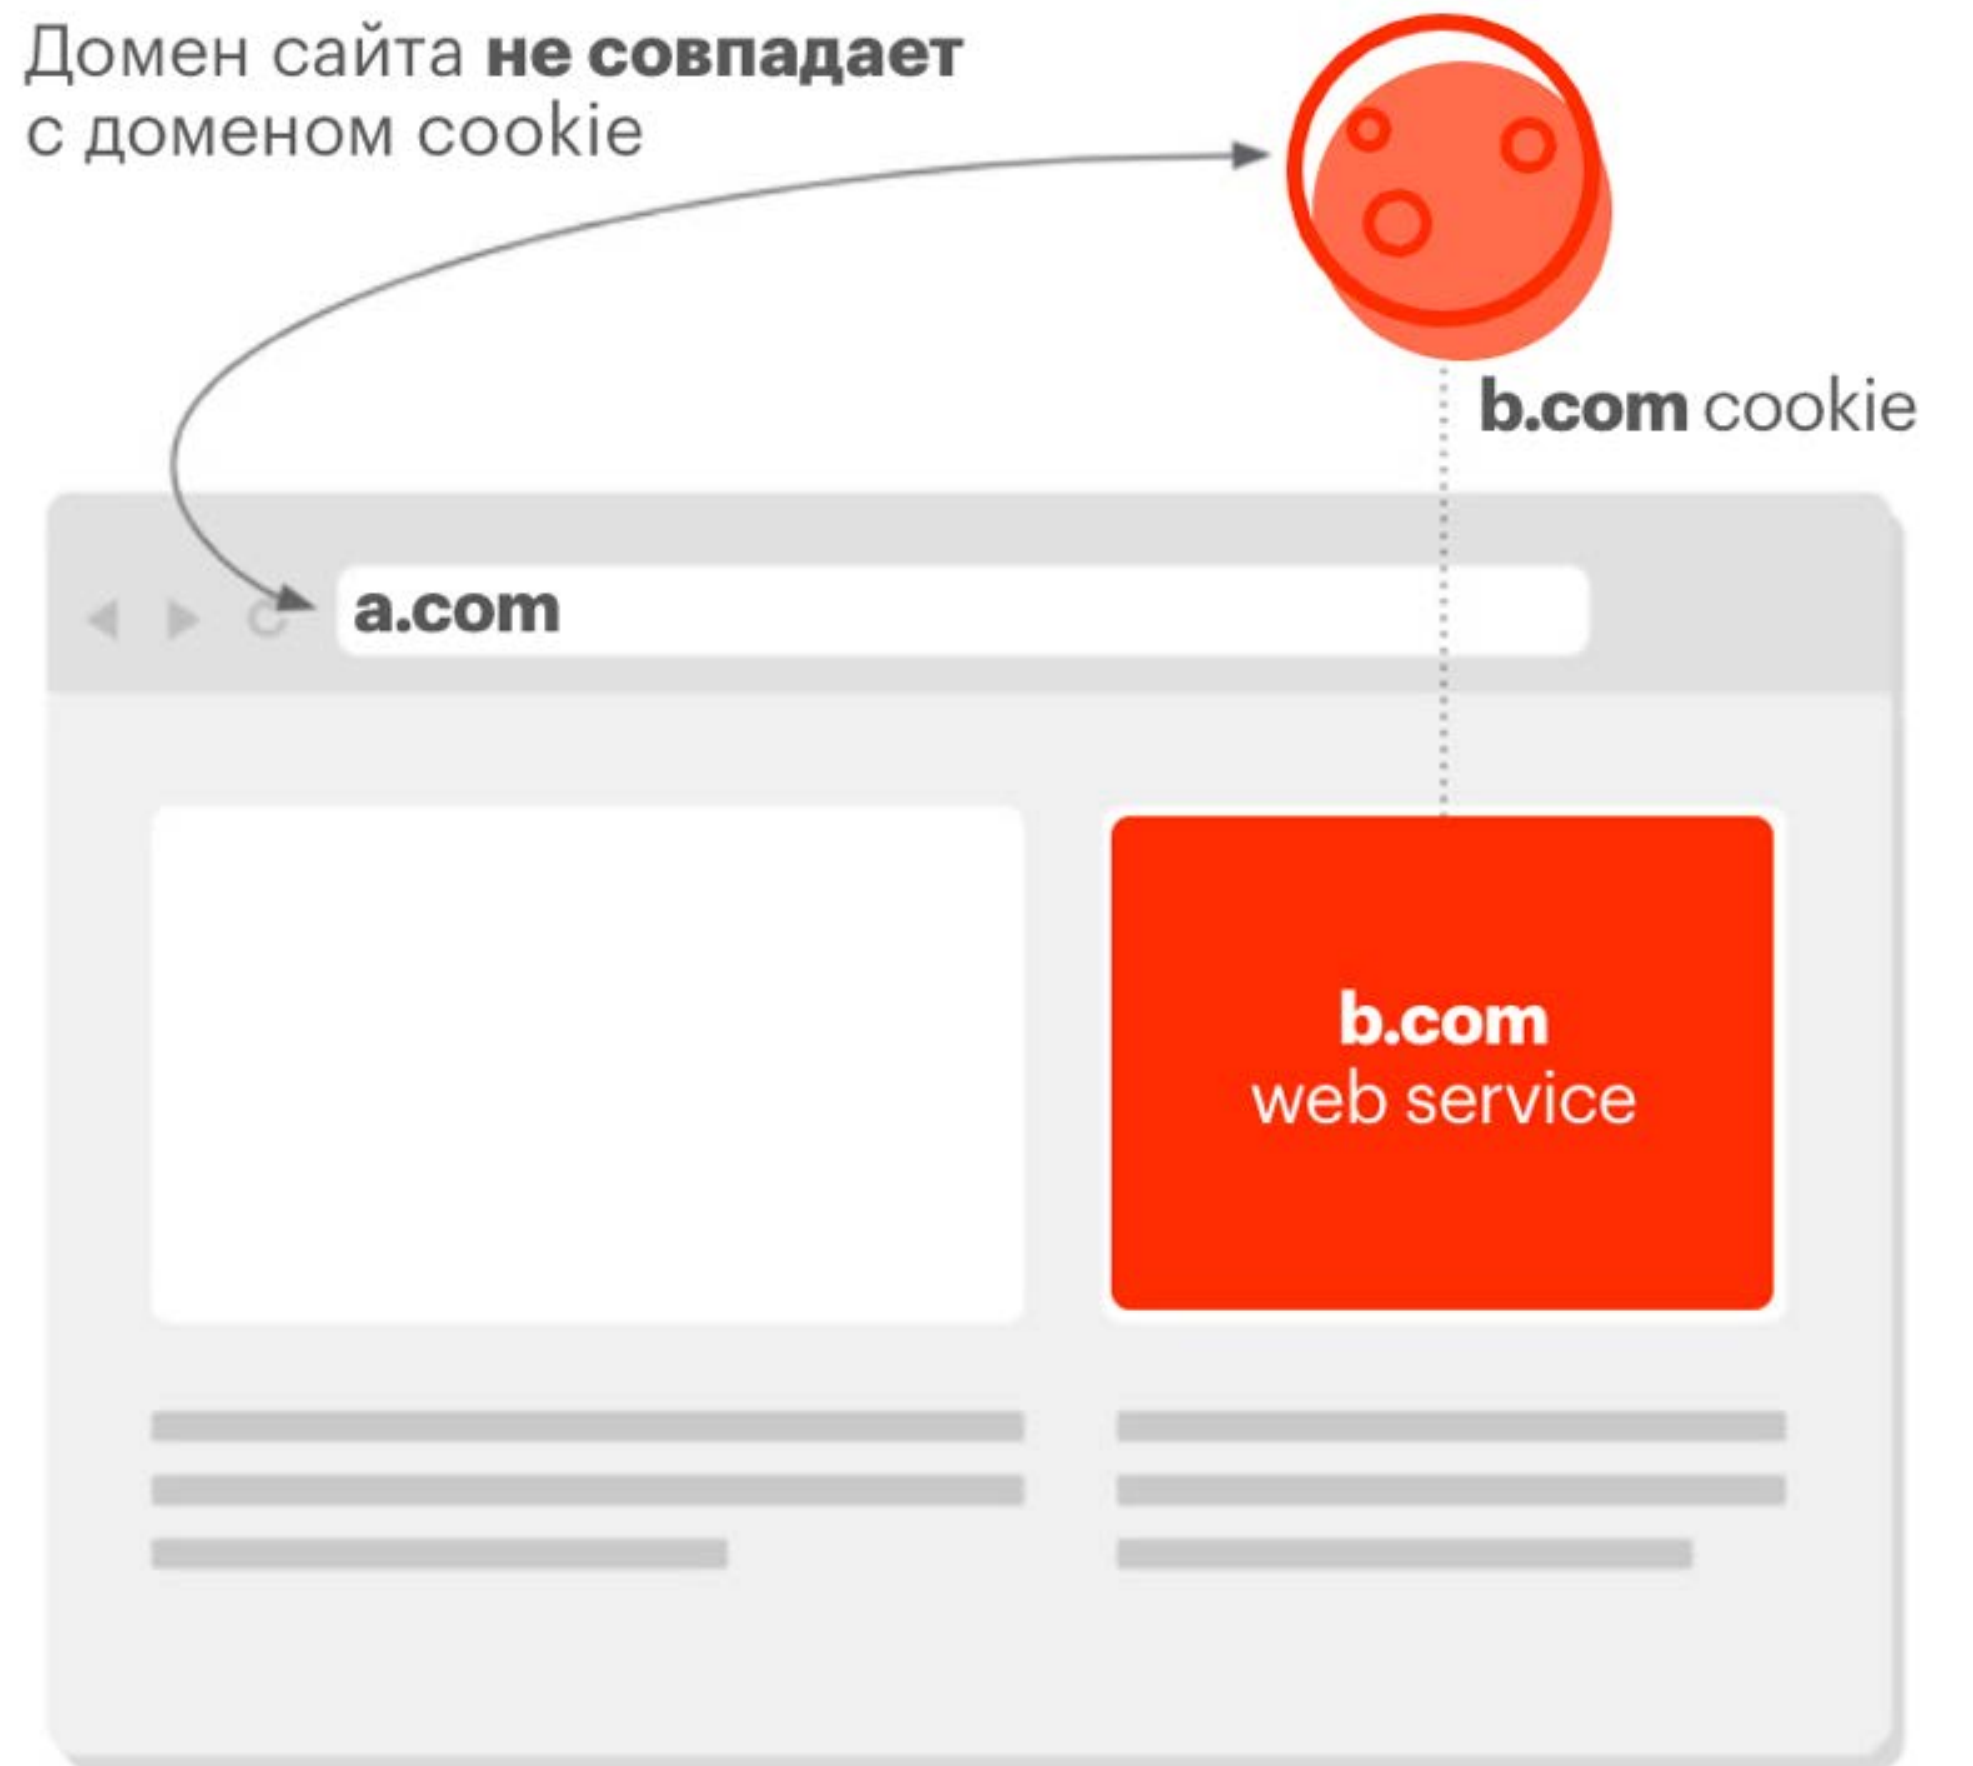 Домен сайта не совпадает
с доменом cookie
b.com cookie
a.com
b.com
web service